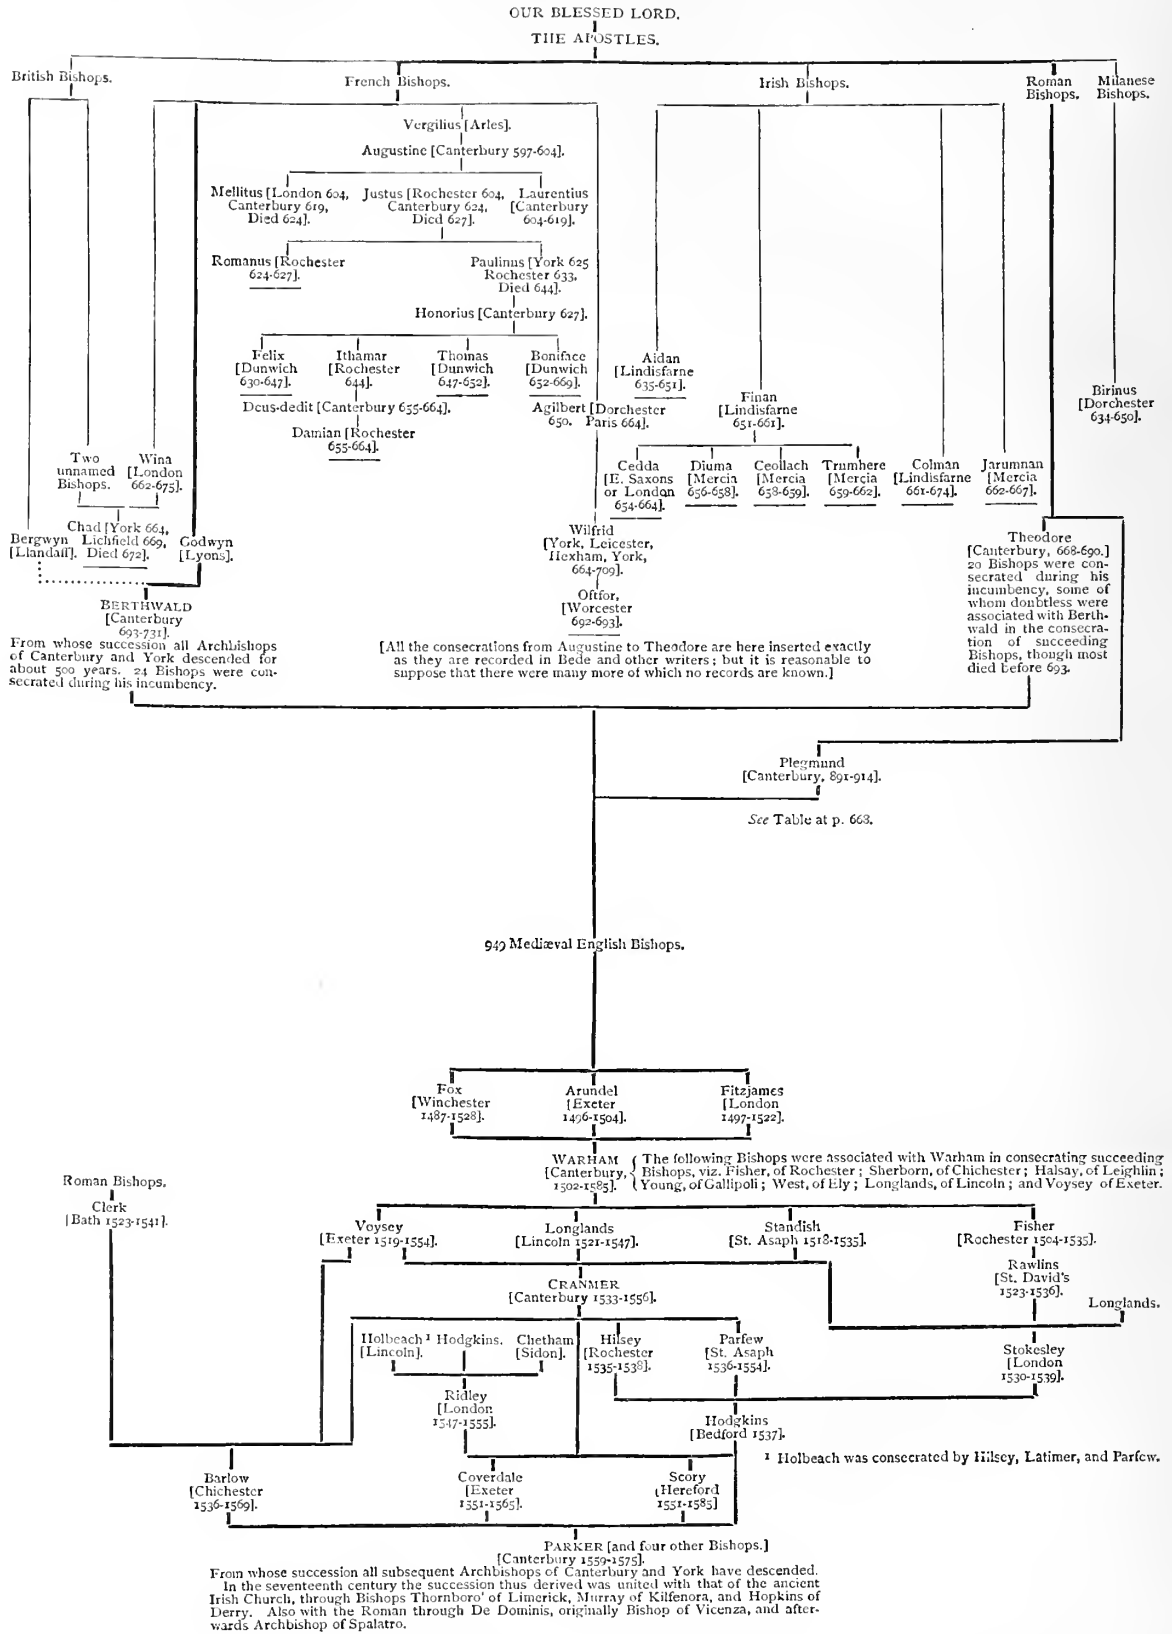 OUR BLESSED LORD.
THE APOSTLES.
British Bishops.
French Bishops.
Irish Bishops.
Roman
Bishops.
Milanese
Bishops.
Vergilius [Arles].
Augustine [Canterbury 597-604].
Mellitus [London 604,
Canterbury 619,
Died 624].
Justus [Rochester 604,
Canterbury 624,
Died 627].
Laurentius
[Canterbury
604-619].
Romanus [Rochester
624-627].
Paulinus [York 625
Rochester 633,
Died 644].
Honorius [Canterbury 627].
Felix
[Dunwich
630-647].
Ithamar
[Rochester
644].
Thomas
[Dunwich
647-652].
Boniface
[Dunwich
652-669].
Aidan
[Lindisfarne
635-651].
Finan
[Lindisfarne
651-661].
Birinus
[Dorchester
634-650].
Deus-dedit [Canterbury 655-664].
Agilbert [Dorchester
650. Paris 664].
Damian [Rochester
655-664].
Two
unnamed
Bishops.
Wina
[London
662-675].
Cedda
[E. Saxons
or London
654-664].
Diuma
[Mercia
656-658].
Ceollach
[Mercia
658-659].
Trumhere
[Mercia
659-662].
Colman
[Lindisfarne
661-674].
Jarumnan
[Mercia
662-667].
Bergwyn
[Llandaff].
Chad [York 664,
Lichfield 669,
Died 672].
Godwyn
[Lyons].
Wilfrid
[York, Leicester,
Hexham, York,
664-709].
Oftfor,
[Worcester
692-693].
Theodore
[Canterbury, 668-690.]
20 Bishops were con-
secrated during his
incumbency, some of
whom doubtless were
associated with Berth-
wald in the consecra-
tion of succeeding
Bishops, though most
died before 693.
BERTHWALD
[Canterbury
693-731].
From whose succession all Archbishops
of Canterbury and York descended for
about 500 years. 24 Bishops were con-
secrated during his incumbency.
[All the consecrations from Augustine to Theodore are here inserted exactly
as they are recorded in Bede and other writers; but it is reasonable to
suppose that there were many more of which no records are known.]
Plegmund
[Canterbury, 891-914].
See Table at p. 663.
949 Mediæval English Bishops.
Fox
[Winchester
1487-1528].
Arundel
[Exeter
1496-1504].
Fitzjames
[London
1497-1522].
WARHAM
[Canterbury,
1502-1585].
{ The following Bishops were associated with Warham in consecrating succeeding
Bishops, viz. Fisher, of Rochester; Sherborn, of Chichester; Halsay, of Leighlin;
Young, of Gallipoli; West, of Ely; Longlands, of Lincoln; and Voysey of Exeter.
Roman Bishops.
Clerk
[Bath 1523-1541].
Voysey
[Exeter 1519-1554].
Longlands
[Lincoln 1521-1547].
Standish
[St. Asaph 1518-1535].
Fisher
[Rochester 1504-1535].
Rawlins
[St. David's
1523-1536].
Longlands.
CRANMER
[Canterbury 1533-1556].
Holbeach ¹
[Lincoln].
Hodgkins.
Chetham
[Sidon].
Hilsey
[Rochester
1535-1538].
Parfew
[St. Asaph
1536-1554].
Stokesley
[London
1530-1539].
Ridley
[London
1547-1555].
Hodgkins
[Bedford 1537].
¹ Holbeach was consecrated by Hilsey, Latimer, and Parfew.
Barlow
[Chichester
1536-1569].
Coverdale
[Exeter
1551-1565].
Scory
[Hereford
1551-1585]
PARKER [and four other Bishops.]
[Canterbury 1559-1575].
From whose succession all subsequent Archbishops of Canterbury and York have descended.
In the seventeenth century the succession thus derived was united with that of the ancient
Irish Church, through Bishops Thornboro' of Limerick, Murray of Kilfenora, and Hopkins of
Derry. Also with the Roman through De Dominis, originally Bishop of Vicenza, and after-
wards Archbishop of Spalatro.